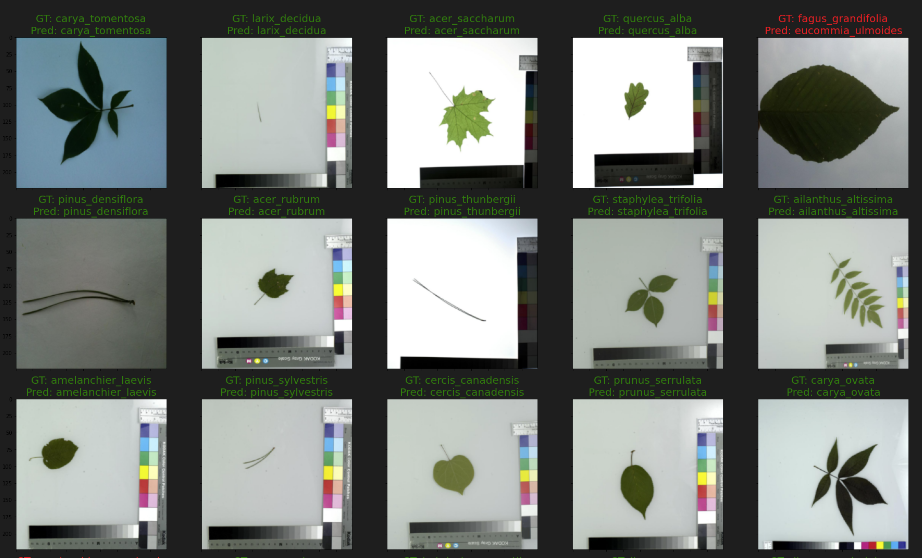 GT: carya_tomentosa
Pred: carya_tomentosa
GT: larix_decidua
Pred: larix_decidua
GT: acer_saccharum
Pred: acer_saccharum
GT: quercus_alba
Pred: quercus_alba
GT: fagus_grandifolia
Pred: eucommia_ulmoides
GT: pinus_densiflora
Pred: pinus_densiflora
GT: acer_rubrum
Pred: acer_rubrum
GT: pinus_thunbergii
Pred: pinus_thunbergii
GT: staphylea_trifolia
Pred: staphylea_trifolia
GT: ailanthus_altissima
Pred: ailanthus_altissima
GT: amelanchier_laevis
Pred: amelanchier_laevis
GT: pinus_sylvestris
Pred: pinus_sylvestris
GT: cercis_canadensis
Pred: cercis_canadensis
GT: prunus_serrulata
Pred: prunus_serrulata
GT: carya_ovata
Pred: carya_ovata